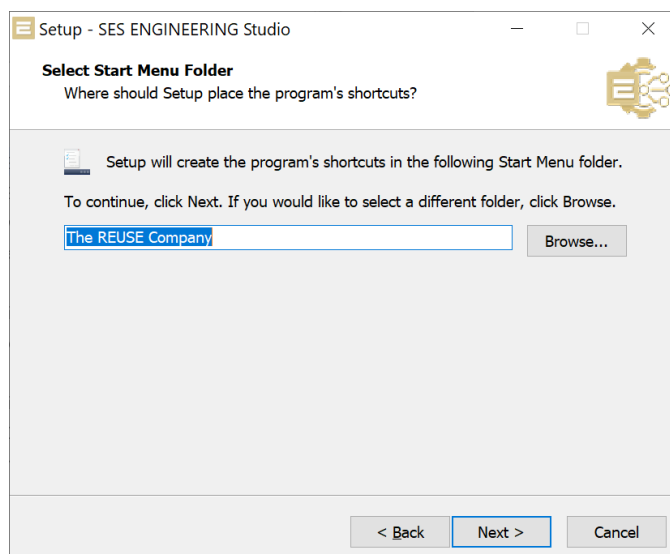 Setup - SES ENGINEERING Studio
Select Start Menu Folder
Where should Setup place the program's shortcuts?
Setup will create the program's shortcuts in the following Start Menu folder.
To continue, click Next. If you would like to select a different folder, click Browse.
The REUSE Company
Browse...
< Back
Next >
Cancel